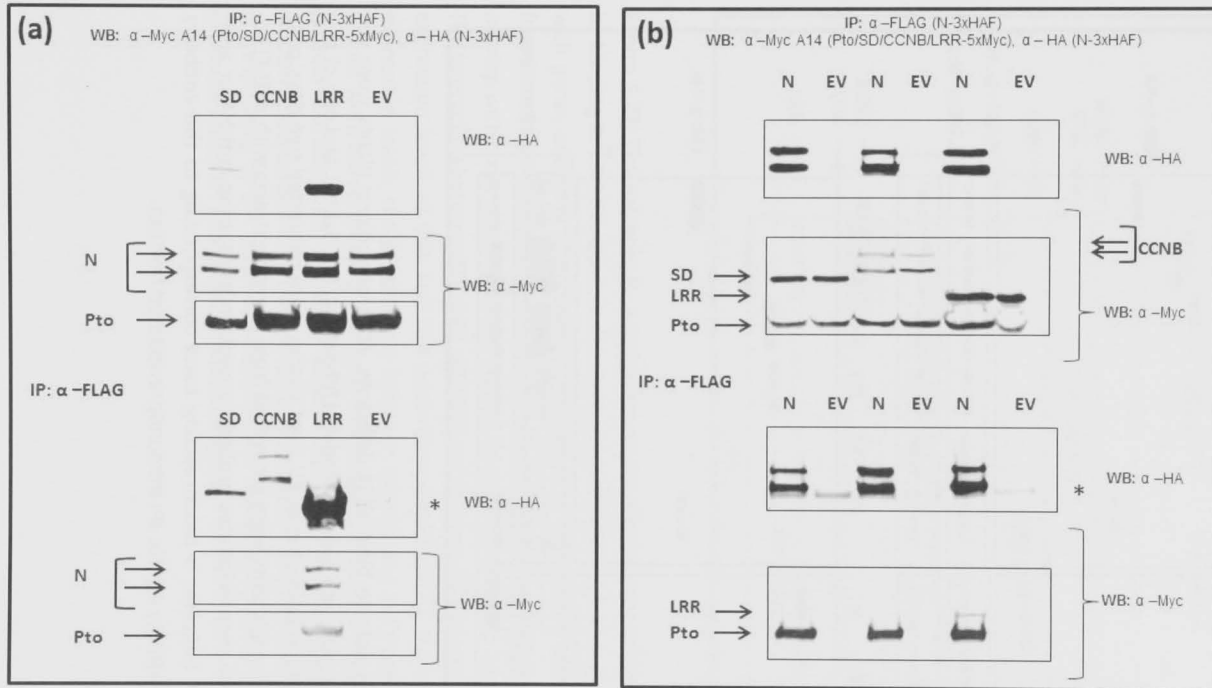 (a)
IP: α –FLAG (N-3xHAF)
WB: α –Myc A14 (Pto/SD/CCNB/LRR-5xMyc), α – HA (N-3xHAF)
SD CCNB LRR EV
WB: α –HA
N
WB: α –Myc
Pto
IP: α –FLAG
SD CCNB LRR EV
* WB: α –HA
N
WB: α –Myc
Pto
(b)
IP: α –FLAG (N-3xHAF)
WB: α –Myc A14 (Pto/SD/CCNB/LRR-5xMyc), α – HA (N-3xHAF)
N EV N EV N EV
WB: α –HA
CCNB
SD
LRR
WB: α –Myc
Pto
IP: α –FLAG
N EV N EV N EV
* WB: α –HA
LRR
WB: α –Myc
Pto